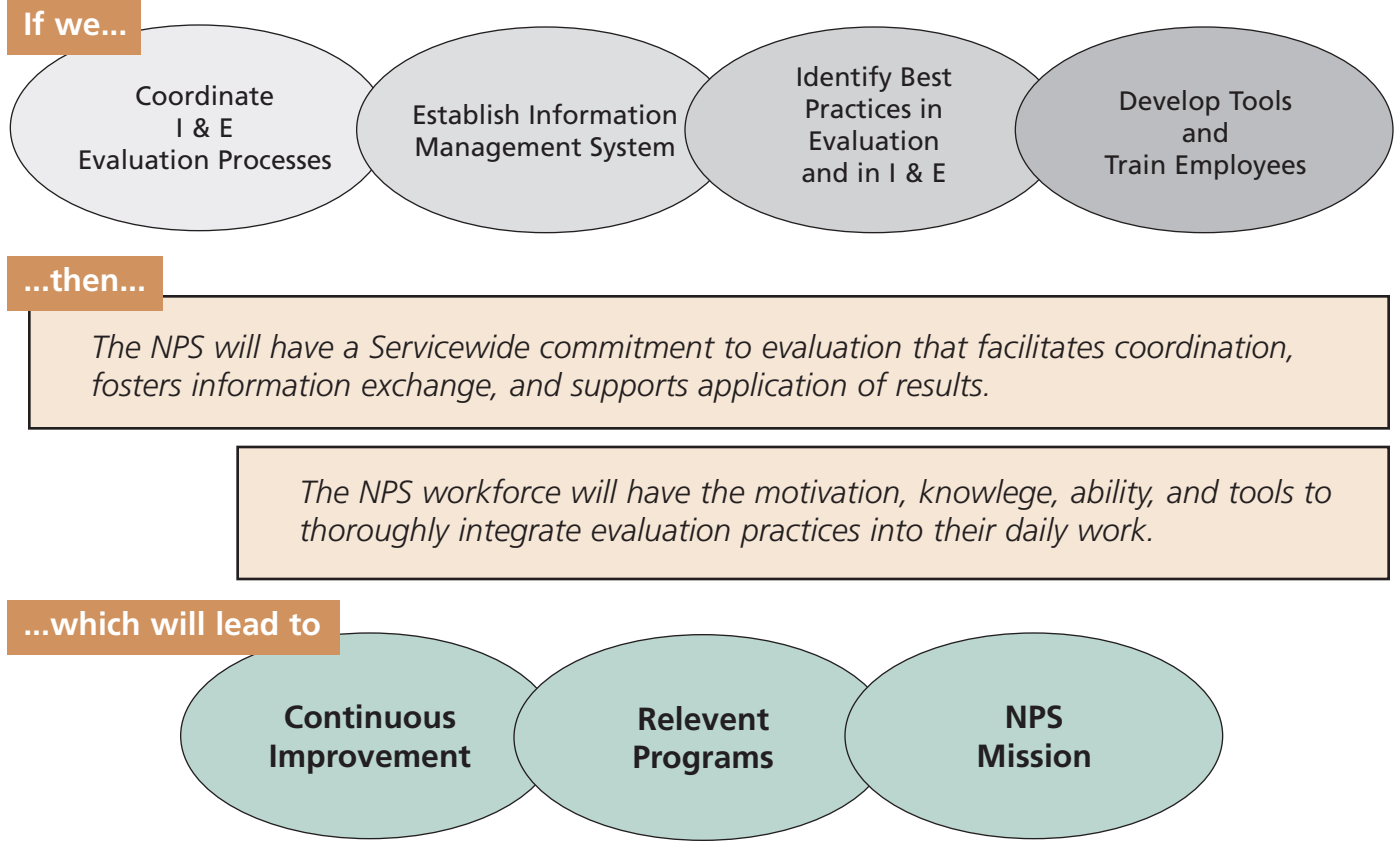 If we...
Coordinate
I & E
Evaluation Processes
Establish Information
Management System
Identify Best
Practices in
Evaluation
and in I & E
Develop Tools
and
Train Employees
...then...
The NPS will have a Servicewide commitment to evaluation that facilitates coordination,
fosters information exchange, and supports application of results.
The NPS workforce will have the motivation, knowlege, ability, and tools to
thoroughly integrate evaluation practices into their daily work.
...which will lead to
Continuous
Improvement
Relevent
Programs
NPS
Mission